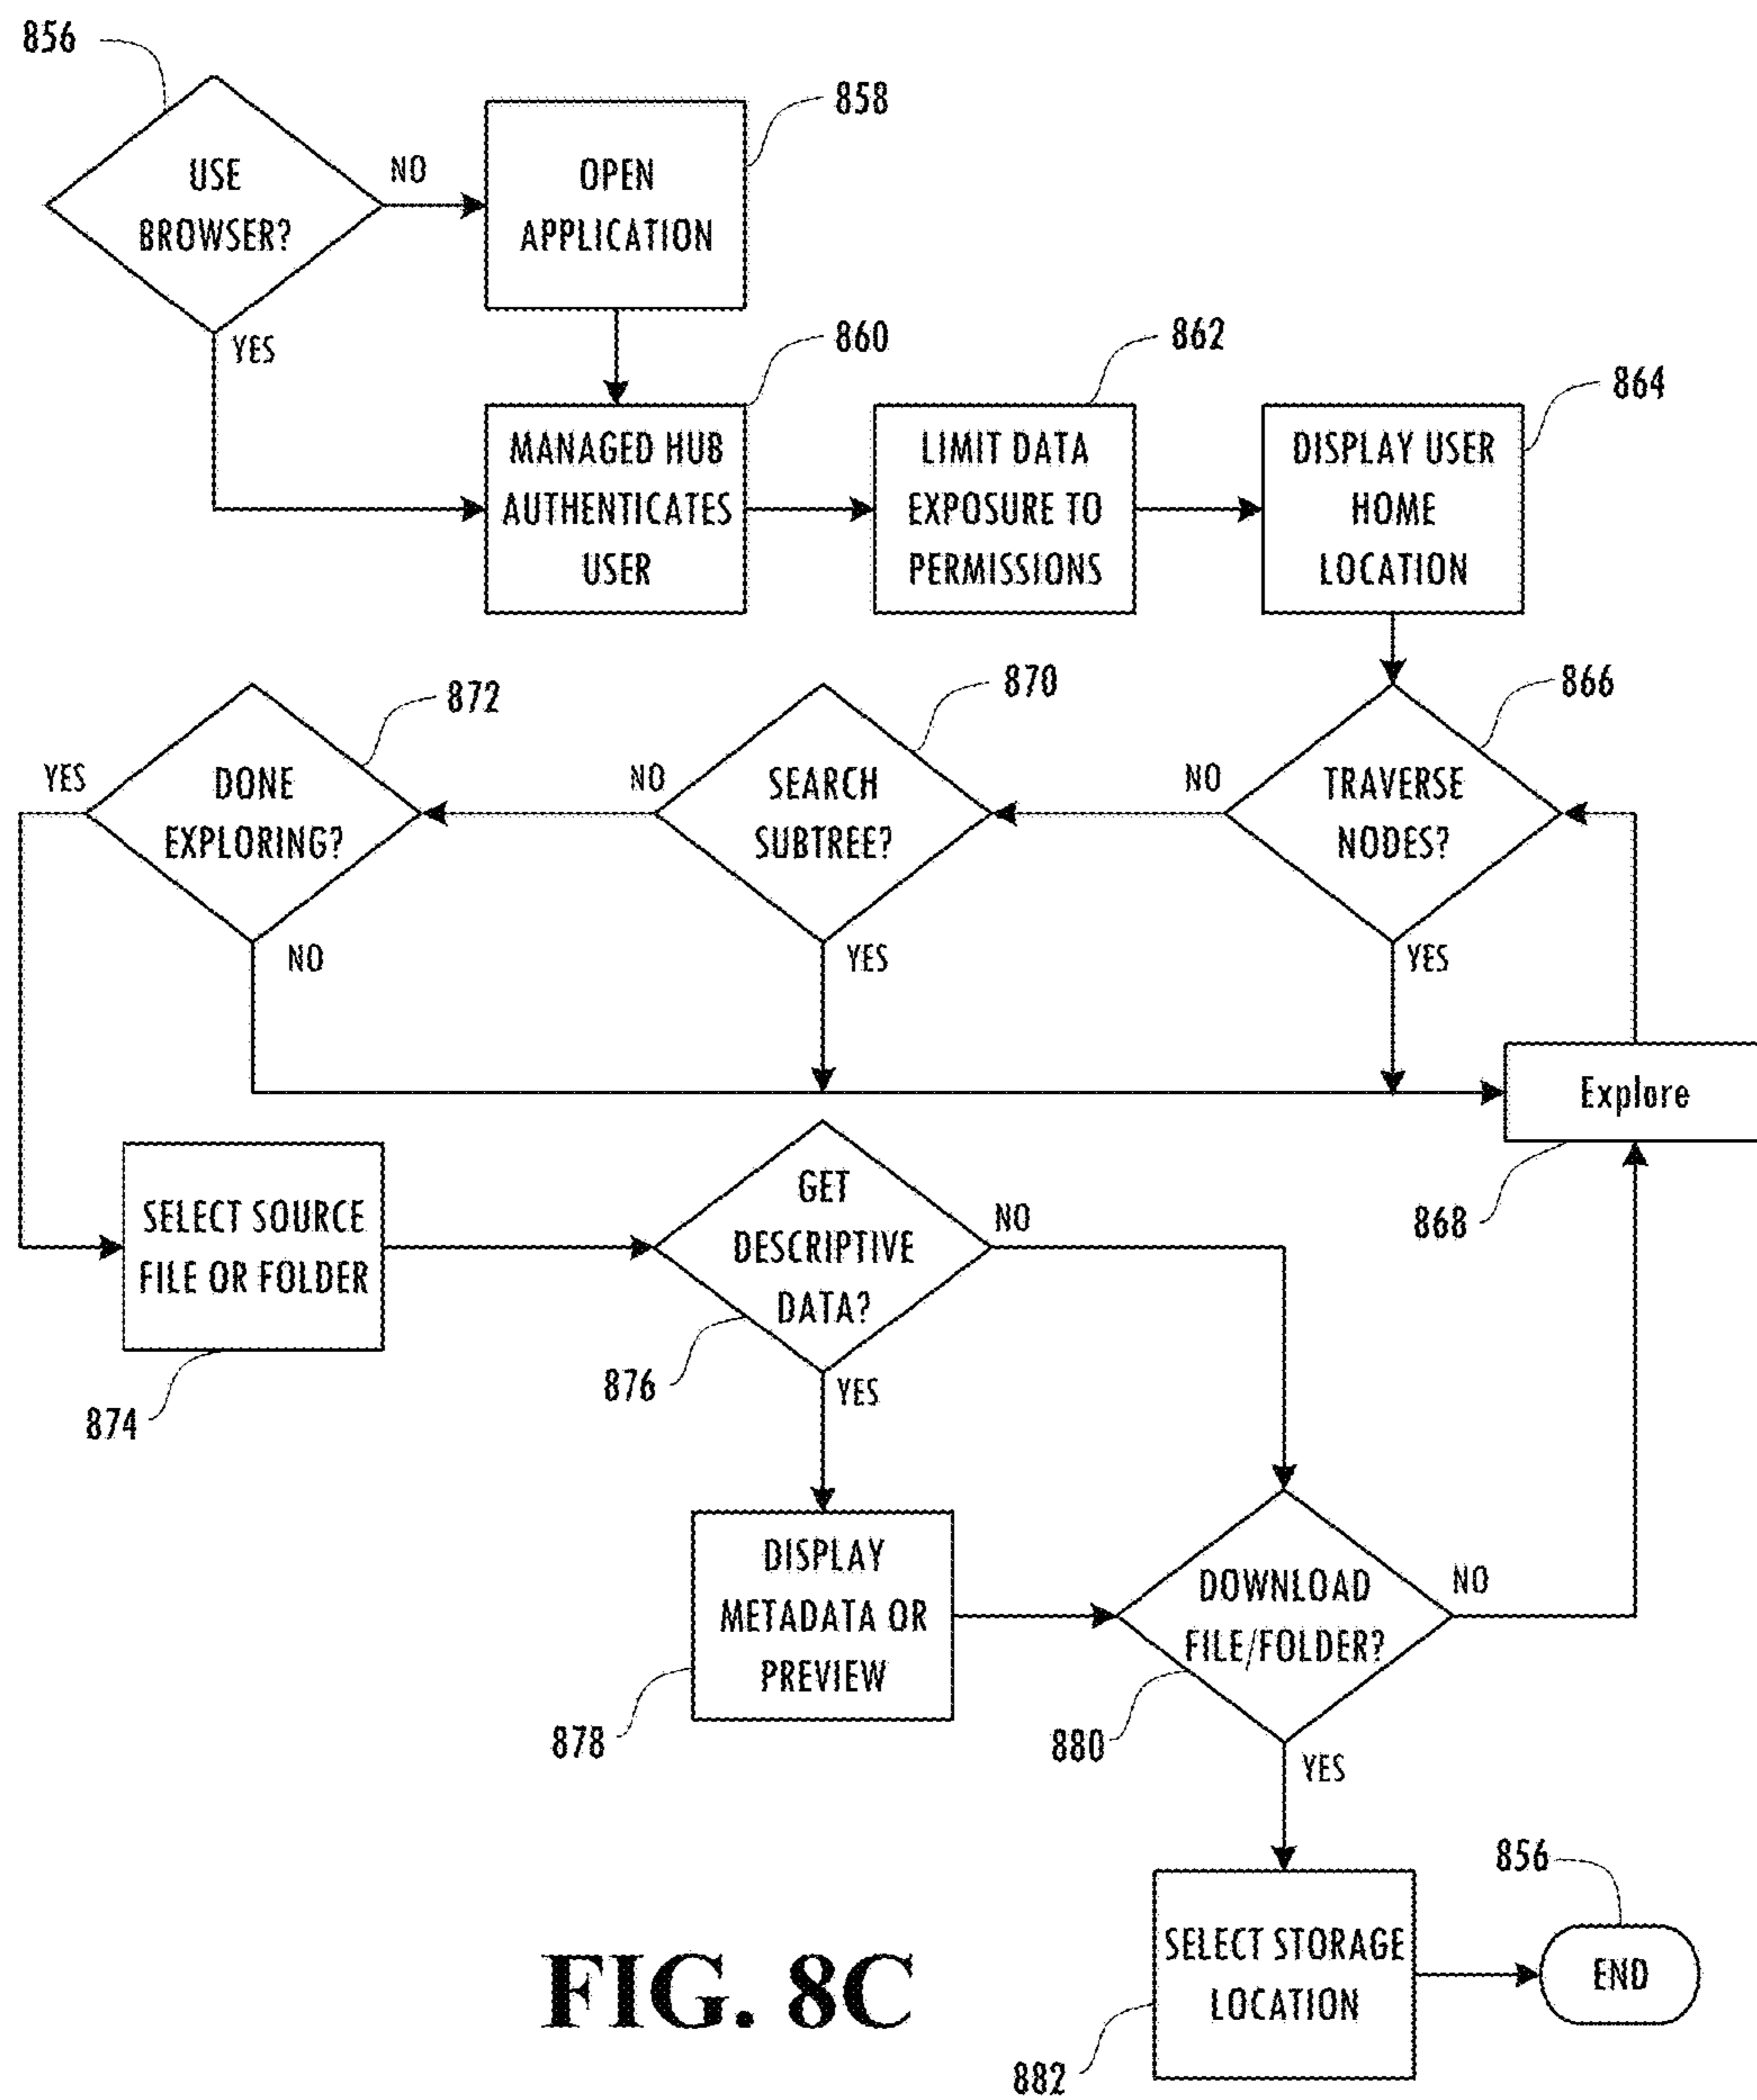 856
USE
BROWSER?
NO
YES
858
OPEN
APPLICATION
860
MANAGED HUB
AUTHENTICATES
USER
862
LIMIT DATA
EXPOSURE TO
PERMISSIONS
864
DISPLAY USER
HOME
LOCATION
866
TRAVERSE
NODES?
NO
YES
870
SEARCH
SUBTREE?
NO
YES
872
DONE
EXPLORING?
YES
NO
Explore
868
SELECT SOURCE
FILE OR FOLDER
874
GET
DESCRIPTIVE
DATA?
NO
876
YES
DISPLAY
METADATA OR
PREVIEW
878
DOWNLOAD
FILE/FOLDER?
NO
880
YES
SELECT STORAGE
LOCATION
882
856
END
FIG. 8C